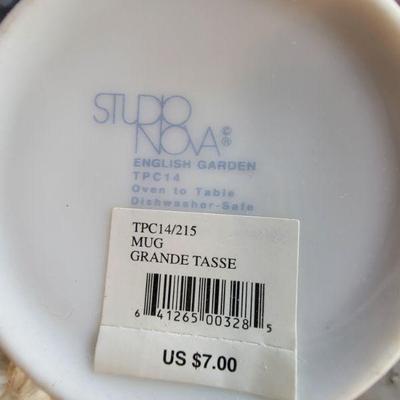 STUDIO
NOVA ©®
ENGLISH GARDEN
TPC14
Oven to Table
Dishwasher-Safe
TPC14/215
MUG
GRANDE TASSE
6 41265 00328 5
US $7.00